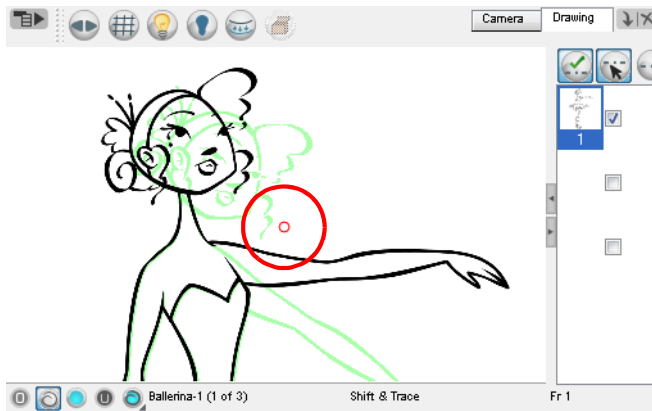 Camera
Drawing
1
O
U
Ballerina-1 (1 of 3)
Shift & Trace
Fr 1